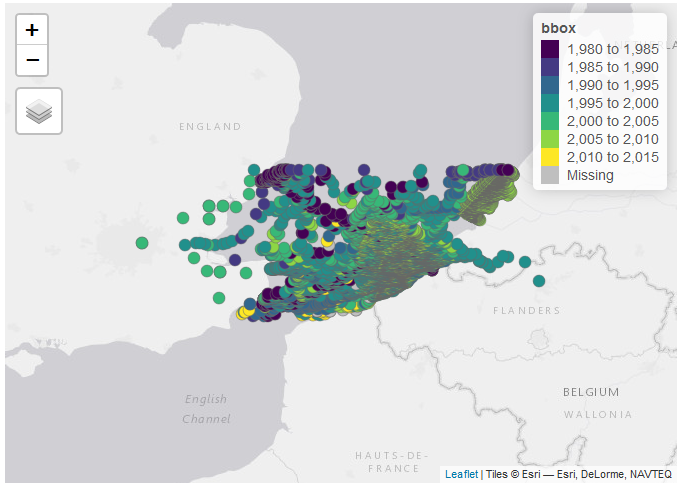 +
−
bbox
1,980 to 1,985
1,985 to 1,990
1,990 to 1,995
1,995 to 2,000
2,000 to 2,005
2,005 to 2,010
2,010 to 2,015
Missing
ENGLAND
FLANDERS
BELGIUM
WALLONIA
English
Channel
HAUTS-DE-
FRANCE
Leaflet | Tiles © Esri — Esri, DeLorme, NAVTEQ